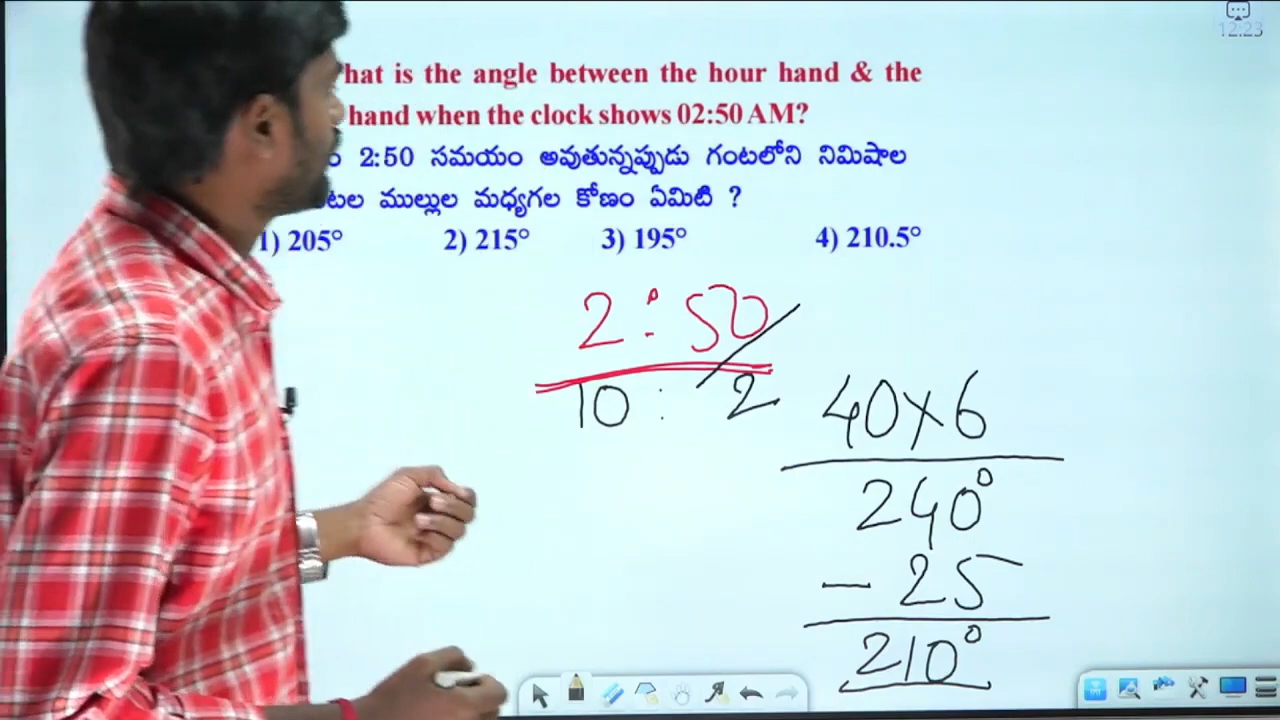 12:23
hat is the angle between the hour hand & the
hand when the clock shows 02:50 AM?
2:50 సమయం అవుతున్నప్పుడు గంటలోని నిమిషాల
టల ముల్లుల మధ్యగల కోణం ఏమిటి ?
1) 205° 2) 215° 3) 195° 4) 210.5°
2:50
10 : 2
40x6
240°
- 25
210°